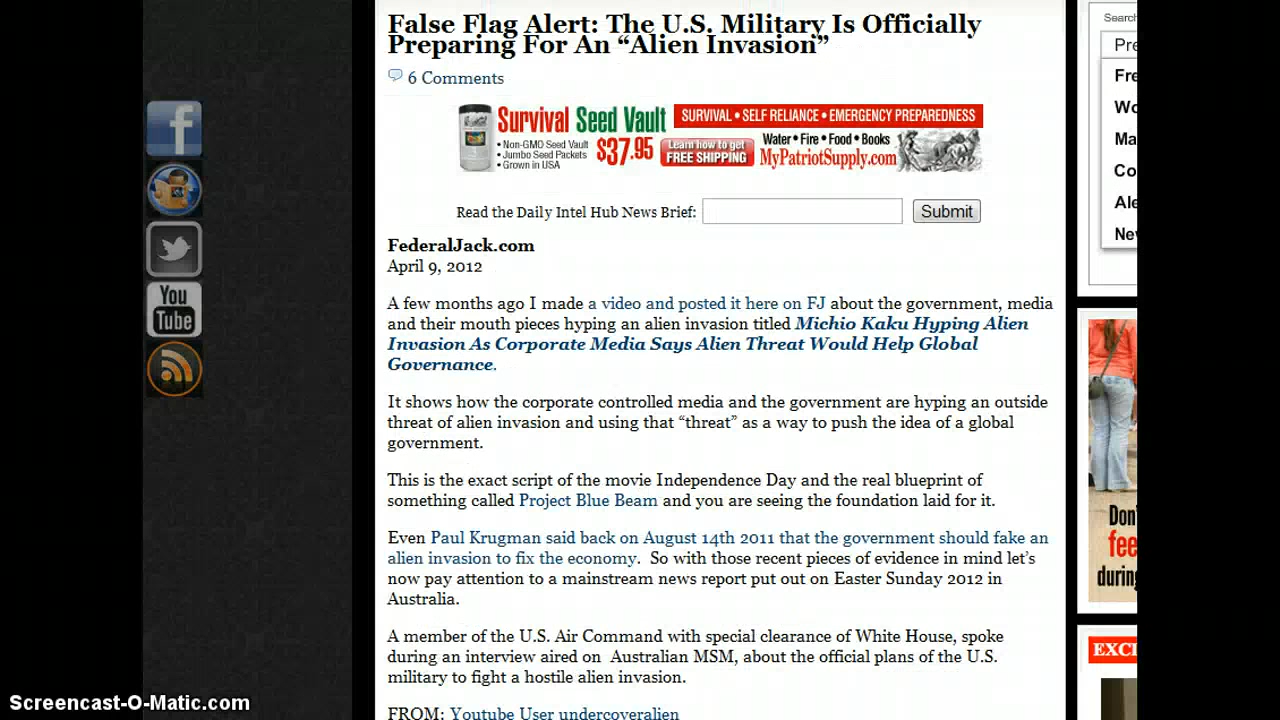 False Flag Alert: The U.S. Military Is Officially
Preparing For An “Alien Invasion”
6 Comments
Survival Seed Vault
• Non-GMO Seed Vault
• Jumbo Seed Packets
• Grown in USA
$37.95
SURVIVAL • SELF RELIANCE • EMERGENCY PREPAREDNESS
Learn how to get
FREE SHIPPING
Water • Fire • Food • Books
MyPatriotSupply.com
Read the Daily Intel Hub News Brief:
Submit
FederalJack.com
April 9, 2012
A few months ago I made a video and posted it here on FJ about the government, media
and their mouth pieces hyping an alien invasion titled Michio Kaku Hyping Alien
Invasion As Corporate Media Says Alien Threat Would Help Global
Governance.
It shows how the corporate controlled media and the government are hyping an outside
threat of alien invasion and using that “threat” as a way to push the idea of a global
government.
This is the exact script of the movie Independence Day and the real blueprint of
something called Project Blue Beam and you are seeing the foundation laid for it.
Even Paul Krugman said back on August 14th 2011 that the government should fake an
alien invasion to fix the economy. So with those recent pieces of evidence in mind let’s
now pay attention to a mainstream news report put out on Easter Sunday 2012 in
Australia.
A member of the U.S. Air Command with special clearance of White House, spoke
during an interview aired on Australian MSM, about the official plans of the U.S.
military to fight a hostile alien invasion.
FROM: Youtube User undercoveralien
f
You
Tube
Search
Pre
Fre
Wo
Ma
Co
Ale
Nev
Don'
fee
during
EXCI
Screencast-O-Matic.com